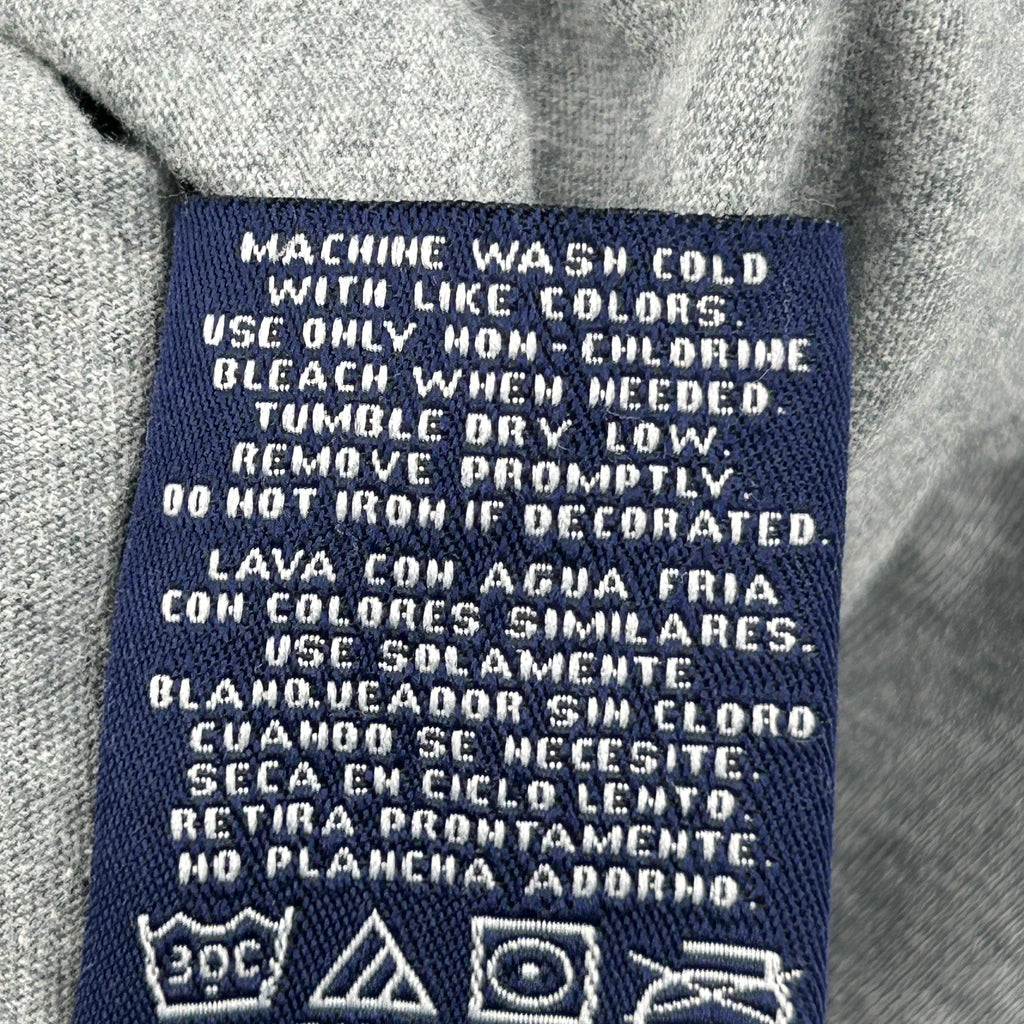 MACHINE WASH COLD
WITH LIKE COLORS.
USE ONLY NON-CHLORINE
BLEACH WHEN NEEDED.
TUMBLE DRY LOW.
REMOVE PROMPTLY.
DO NOT IRON IF DECORATED.
LAVA CON AGUA FRIA
CON COLORES SIMILARES.
USE SOLAMENTE
BLANQUEADOR SIN CLORO
CUANDO SE NECESITE.
SECA EN CICLO LENTO.
RETIRA PRONTAMENTE.
NO PLANCHA ADORNO.
30C